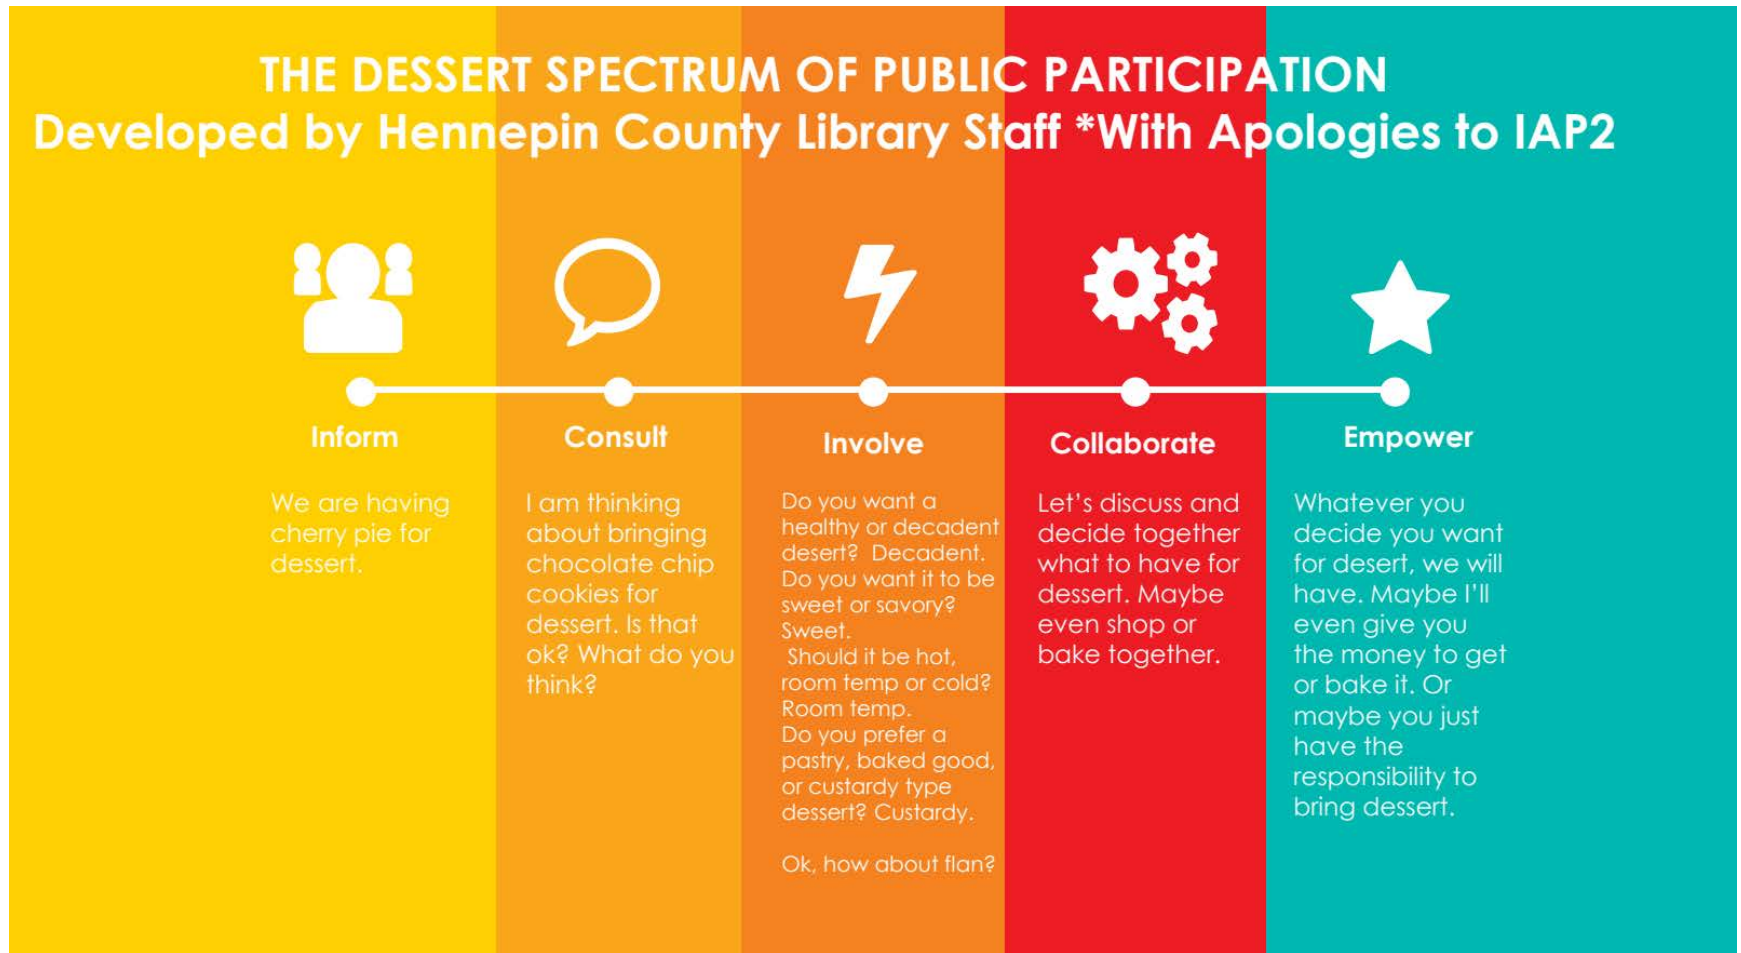 THE DESSERT SPECTRUM OF PUBLIC PARTICIPATION
Developed by Hennepin County Library Staff *With Apologies to IAP2
Inform
We are having
cherry pie for
dessert.
Consult
I am thinking
about bringing
chocolate chip
cookies for
dessert. Is that
ok? What do you
think?
Involve
Do you want a
healthy or decadent
desert?  Decadent.
Do you want it to be
sweet or savory?
Sweet.
Should it be hot,
room temp or cold?
Room temp.
Do you prefer a
pastry, baked good,
or custardy type
dessert? Custardy.
Ok, how about flan?
Collaborate
Let's discuss and
decide together
what to have for
dessert. Maybe
even shop or
bake together.
Empower
Whatever you
decide you want
for desert, we will
have. Maybe I'll
even give you
the money to get
or bake it. Or
maybe you just
have the
responsibility to
bring dessert.